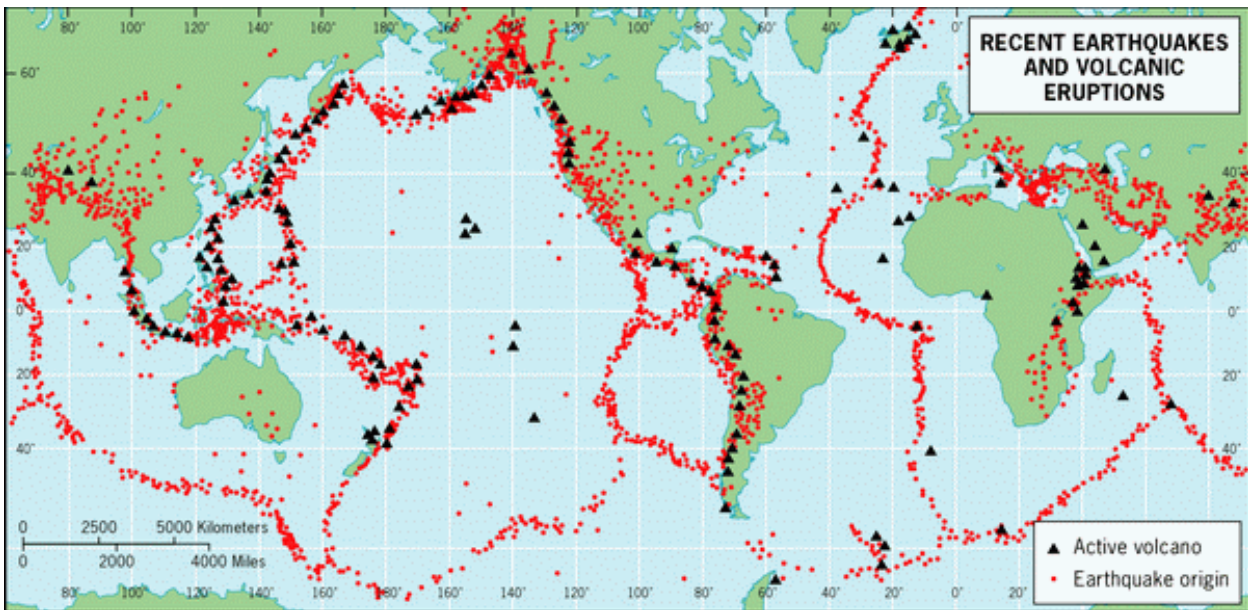 80° 100° 120° 140° 160° 180° 160° 140° 120° 100° 80° 60° 40° 20° 0°
RECENT EARTHQUAKES
AND VOLCANIC
ERUPTIONS
60°
40° 40°
20° 20°
0° 0°
20° 20°
40° 40°
0 2500 5000 Kilometers
0 2000 4000 Miles
Active volcano
Earthquake origin
80° 100° 120° 140° 160° 180° 160° 140° 120° 100° 80° 60° 40° 20° 0° 20°